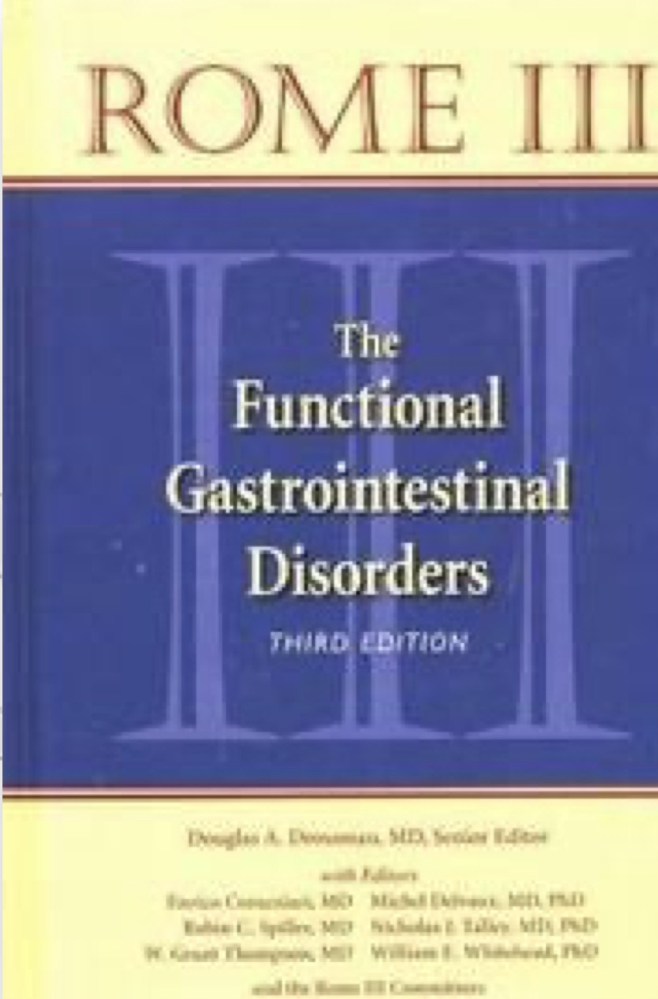 ROME III
The
Functional
Gastrointestinal
Disorders
THIRD EDITION
Douglas A. Drossman, MD, Senior Editor
with Editors
Enrico Corazziari, MD Michel Delvaux, MD, PhD
Robin C. Spiller, MD Nicholas J. Talley, MD, PhD
W. Grant Thompson, MD William E. Whitehead, PhD
and the Rome III Committees